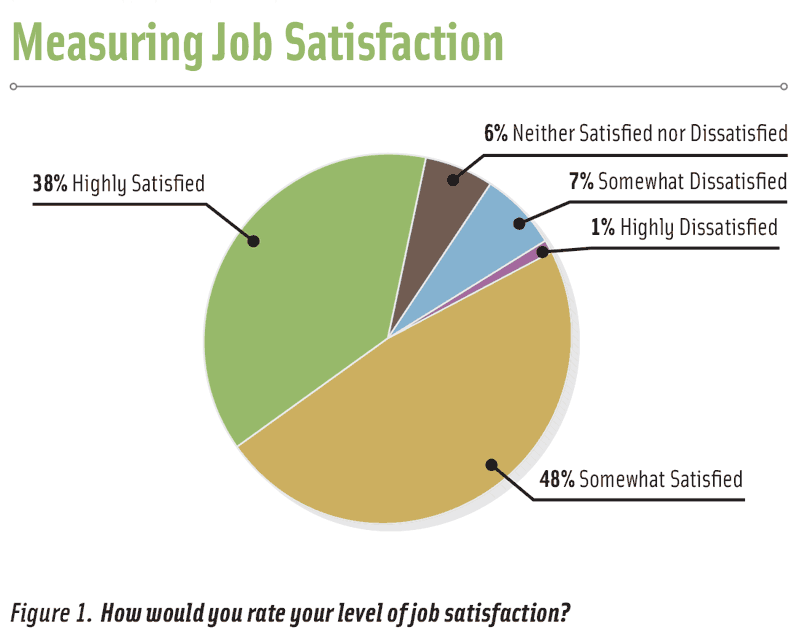 Measuring Job Satisfaction
6% Neither Satisfied nor Dissatisfied
38% Highly Satisfied
7% Somewhat Dissatisfied
1% Highly Dissatisfied
48% Somewhat Satisfied
Figure 1. How would you rate your level of job satisfaction?